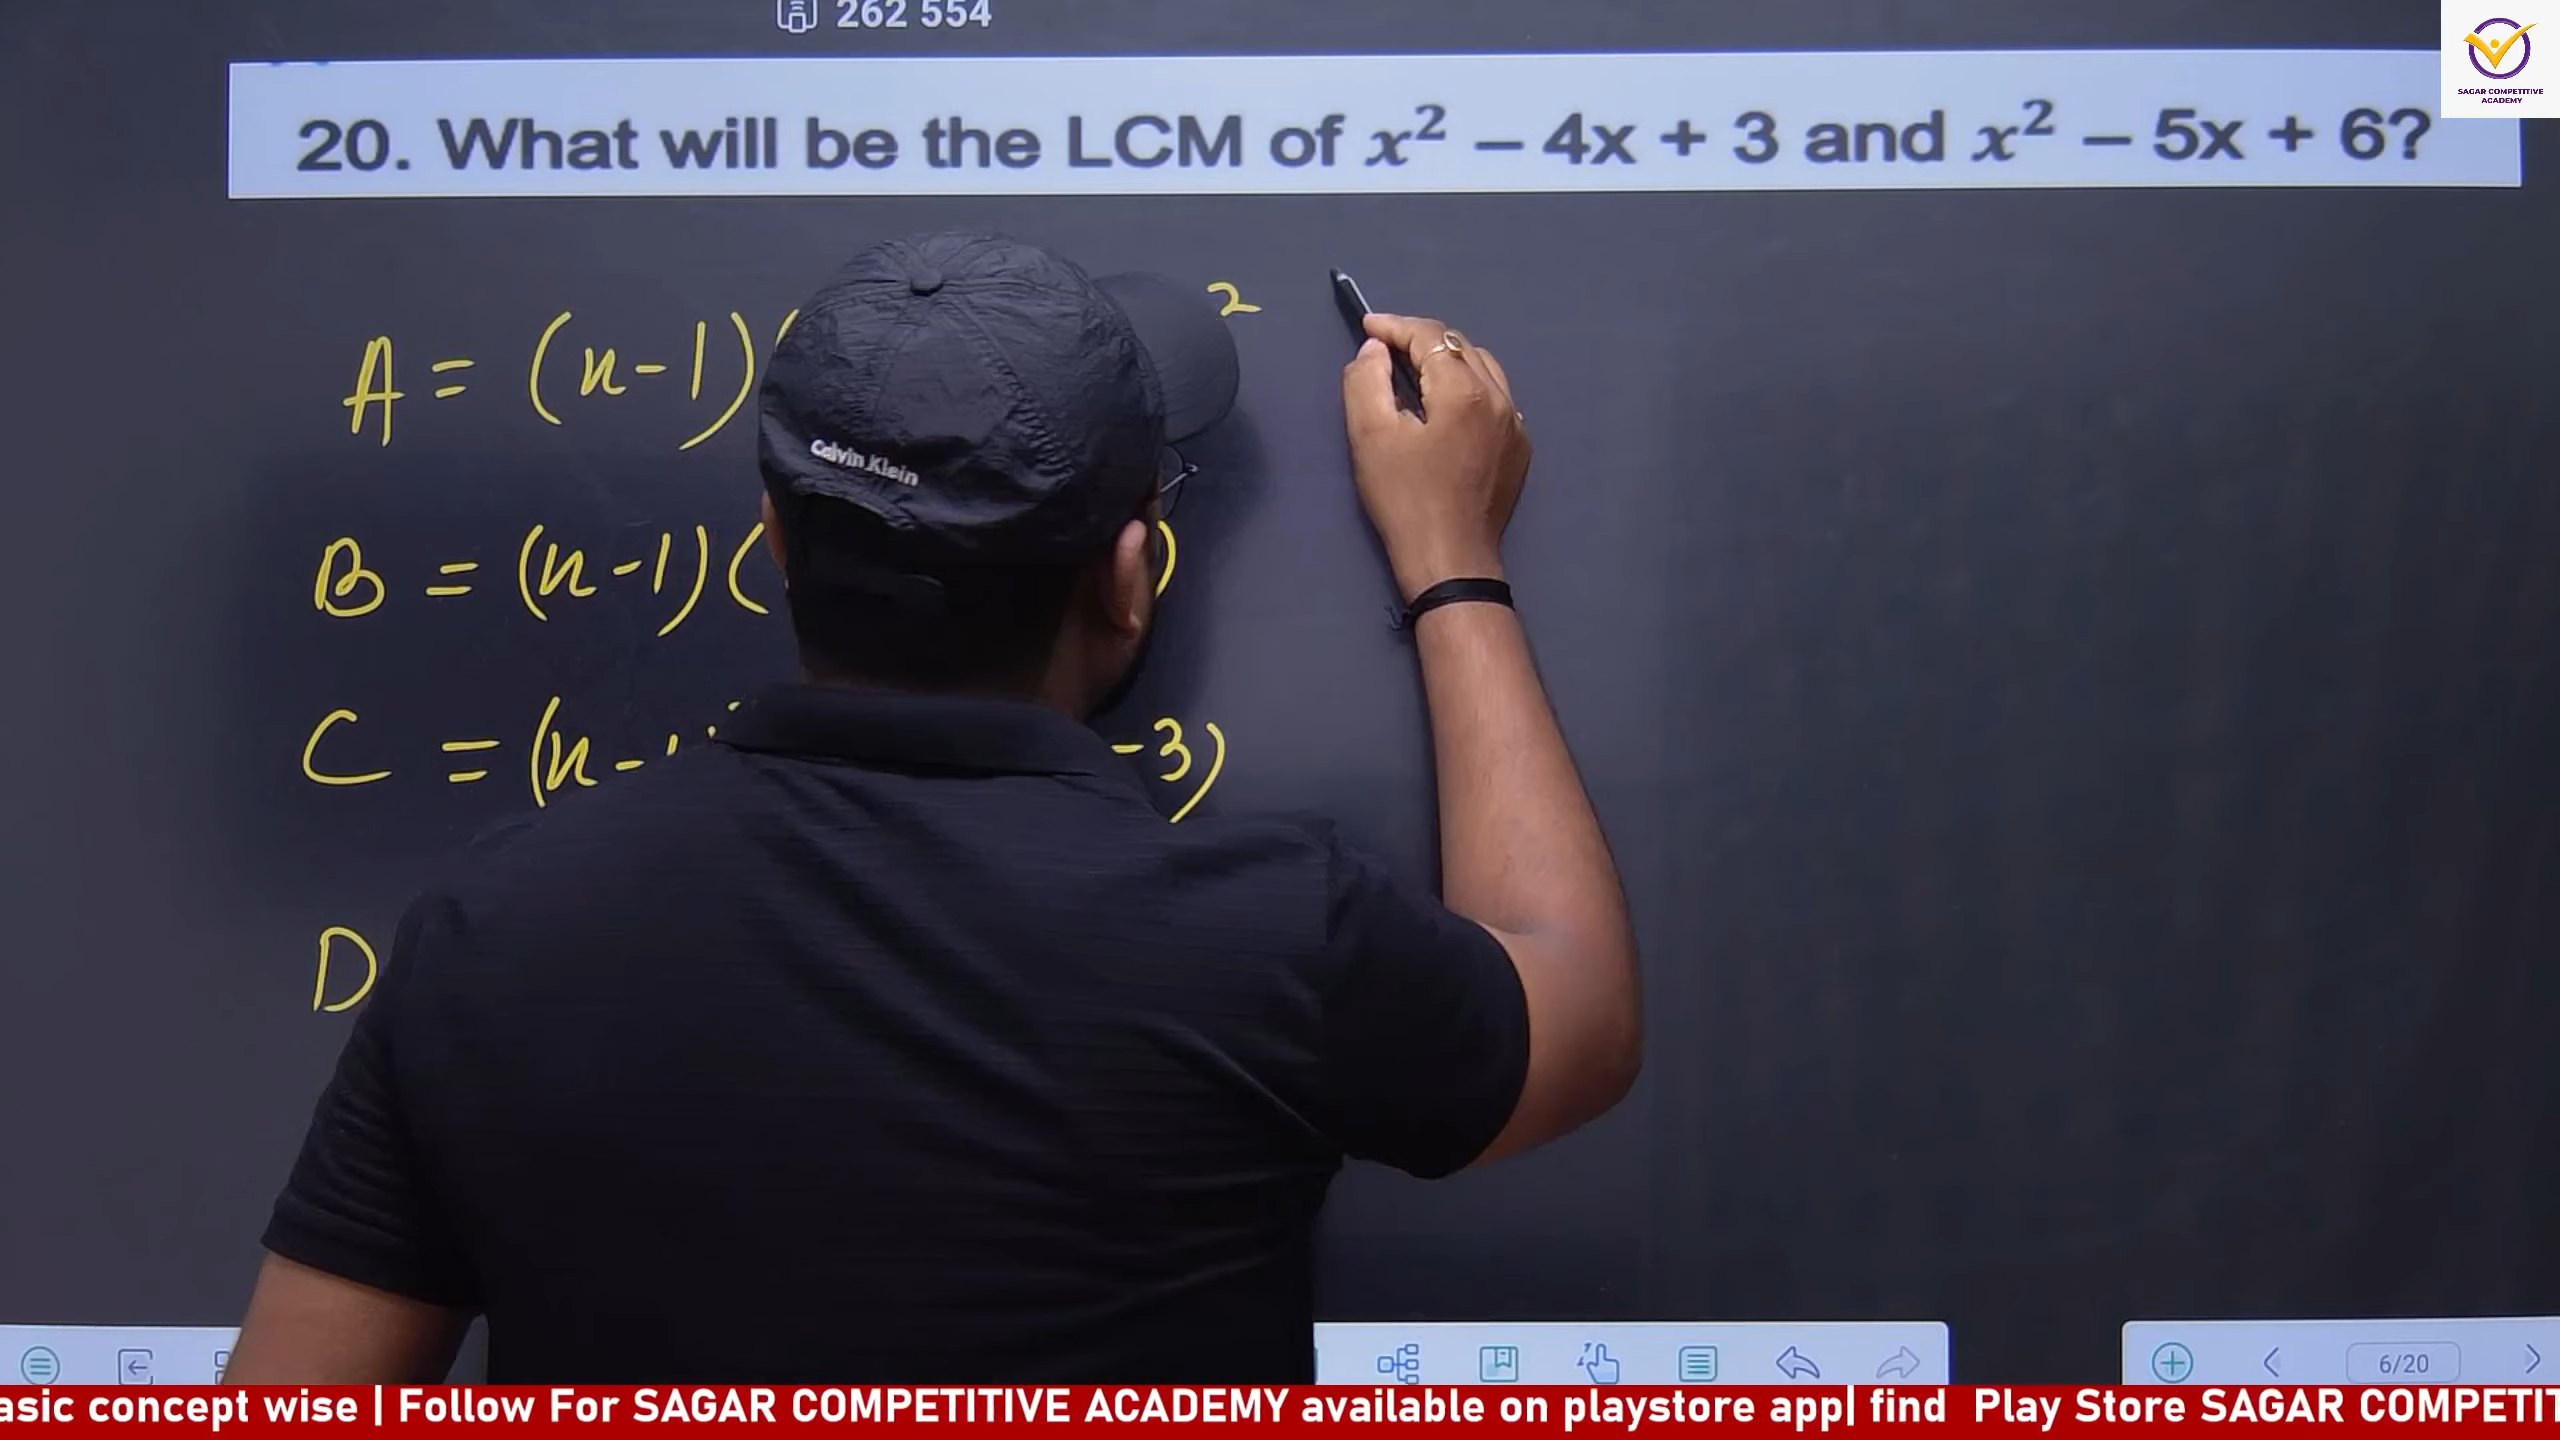 262 554
SAGAR COMPETITIVE
ACADEMY
20. What will be the LCM of x² – 4x + 3 and x² – 5x + 6?
A = (x-1)( 2
Calvin Klein
B = (x-1)( )
C = (x- -3)
D
6/20
asic concept wise | Follow For SAGAR COMPETITIVE ACADEMY available on playstore app| find Play Store SAGAR COMPETIT